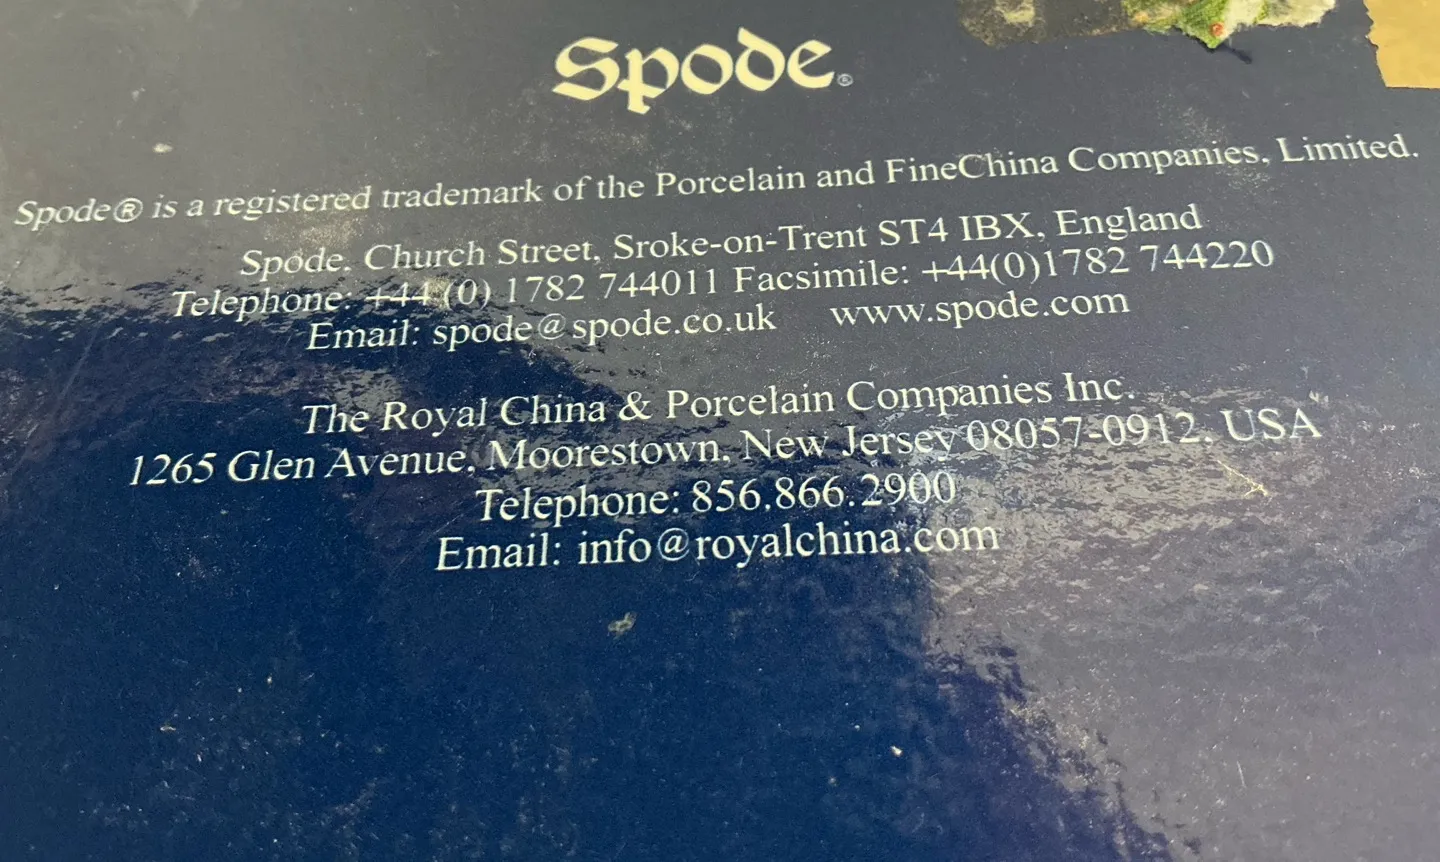 Spode®
Spode® is a registered trademark of the Porcelain and FineChina Companies, Limited.
Spode. Church Street, Sroke-on-Trent ST4 IBX, England
Telephone: +44 (0) 1782 744011 Facsimile: +44(0)1782 744220
Email: spode@spode.co.uk www.spode.com
The Royal China & Porcelain Companies Inc.
1265 Glen Avenue, Moorestown, New Jersey 08057-0912, USA
Telephone: 856.866.2900
Email: info@royalchina.com